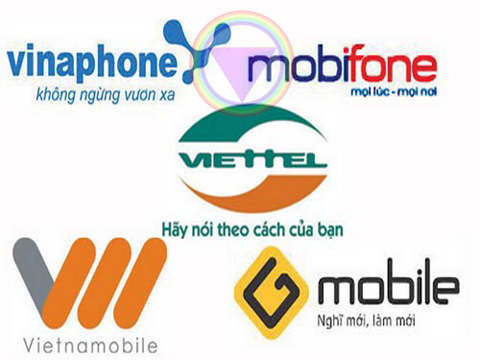 vinaphone
không ngừng vươn xa
mobifone
mọi lúc - mọi nơi
VIETTEL
Hãy nói theo cách của bạn
Vietnamobile
G mobile
Nghĩ mới, làm mới